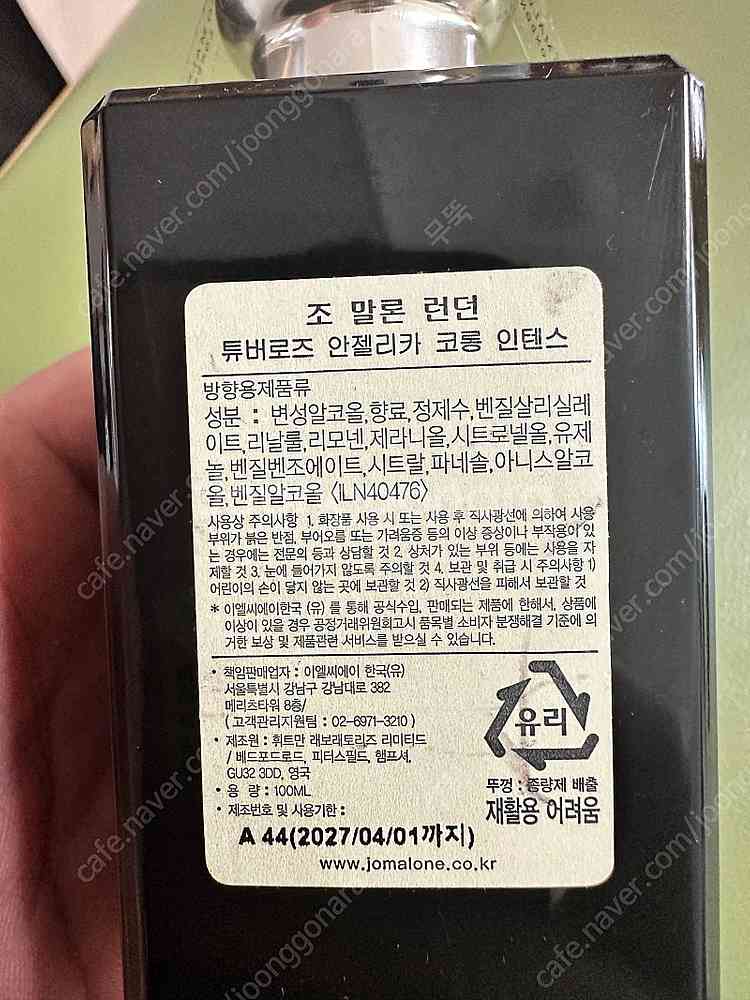 조 말론 런던
튜버로즈 안젤리카 코롱 인텐스
방향용제품류
성분 : 변성알코올,향료,정제수,벤질살리실레
이트,리날룰,리모넨,제라니올,시트로넬올,유제
놀,벤질벤조에이트,시트랄,파네솔,아니스알코
올,벤질알코올 〈ILN40476〉
사용상 주의사항 1. 화장품 사용 시 또는 사용 후 직사광선에 의하여 사용
부위가 붉은 반점, 부어오름 또는 가려움증 등의 이상 증상이나 부작용이 있
는 경우에는 전문의 등과 상담할 것 2. 상처가 있는 부위 등에는 사용을 자
제할 것 3. 눈에 들어가지 않도록 주의할 것 4. 보관 및 취급 시 주의사항 1)
어린이의 손이 닿지 않는 곳에 보관할 것 2) 직사광선을 피해서 보관할 것
* 이엘씨에이한국 (유) 를 통해 공식수입, 판매되는 제품에 한해서, 상품에
이상이 있을 경우 공정거래위원회고시 품목별 소비자 분쟁해결 기준에 의
거한 보상 및 제품관련 서비스를 받으실 수 있습니다.
• 책임판매업자 : 이엘씨에이 한국(유)
서울특별시 강남구 강남대로 382
메리츠타워 8층/
( 고객관리지원팀 : 02-6971-3210 )
• 제조원 : 휘트만 래보래토리즈 리미티드
/ 베드포드로드, 피터스필드, 햄프셔,
GU32 3DD, 영국
• 용 량 : 100ML
• 제조번호 및 사용기한 :
A 44(2027/04/01까지)
www.jomalone.co.kr
유리
뚜껑 : 종량제 배출
재활용 어려움
무뚝
cafe.naver.com/joonggonara